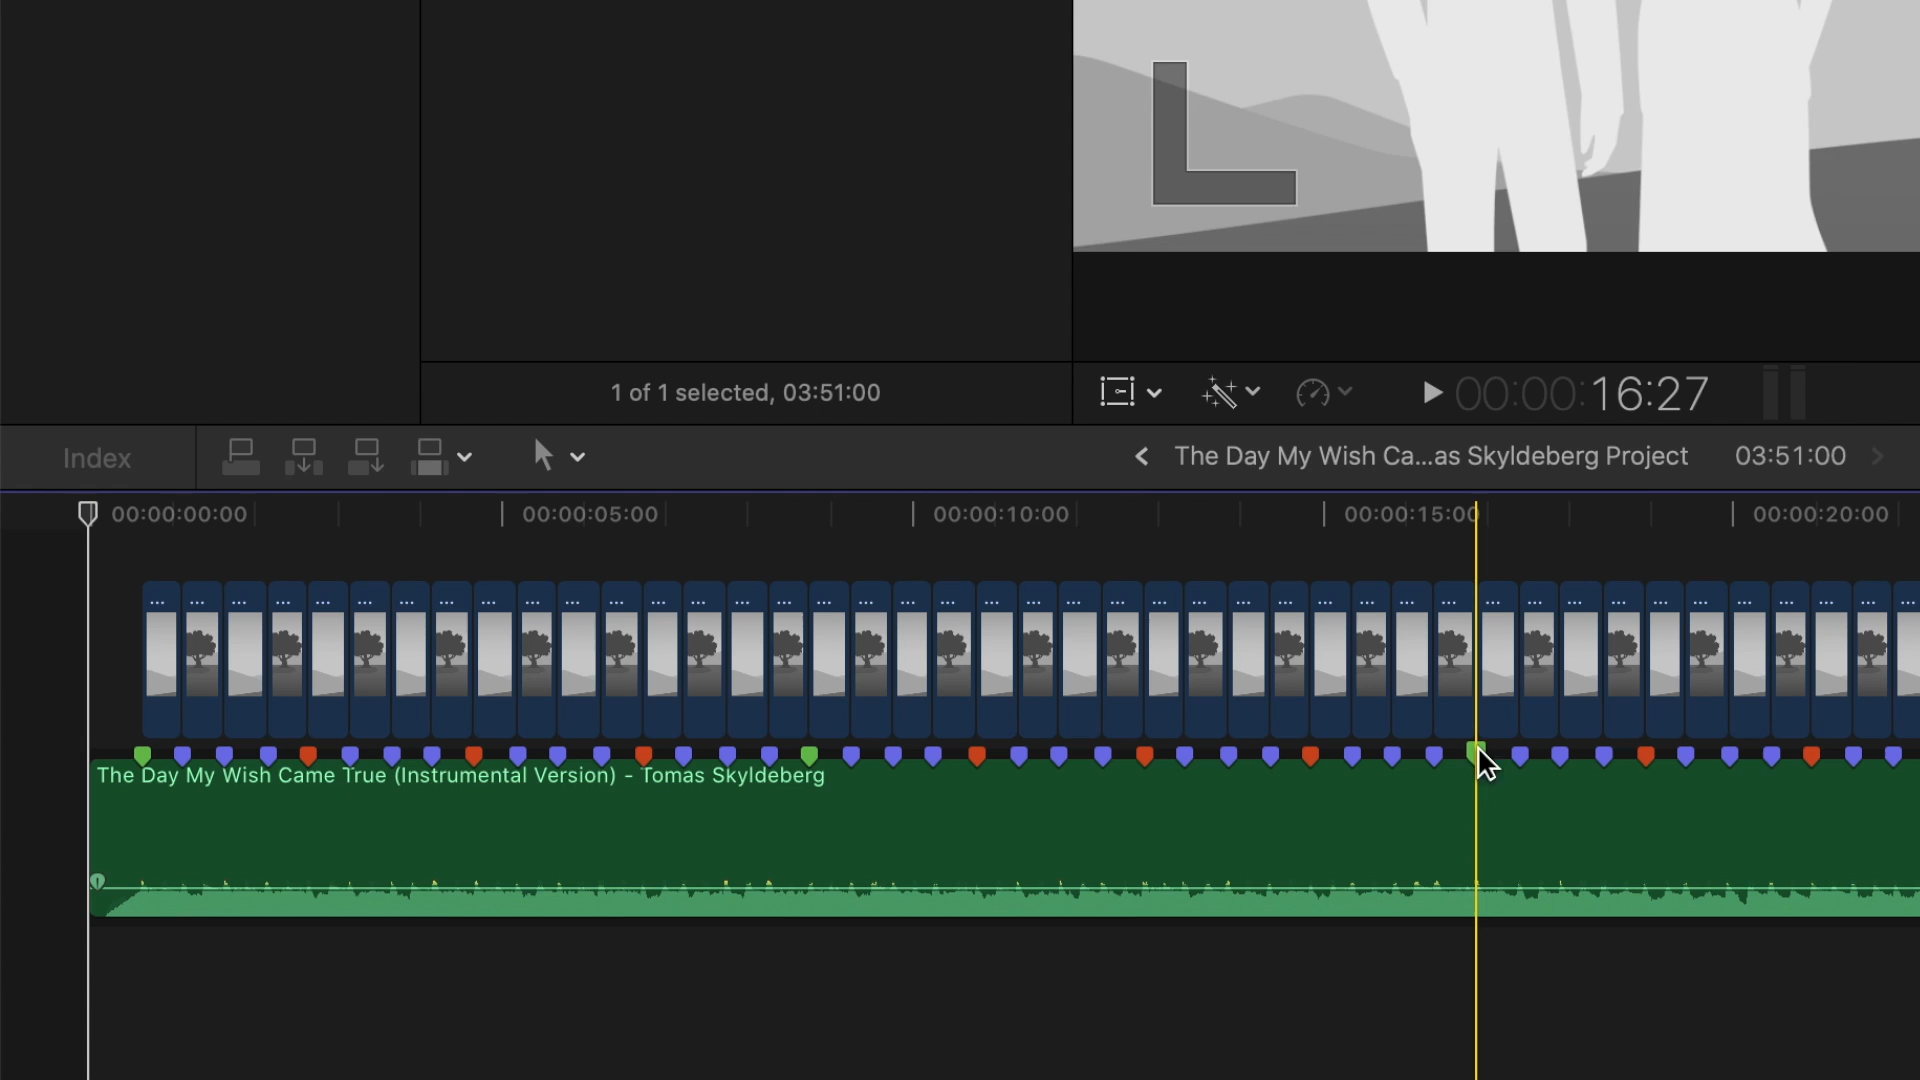 1 of 1 selected, 03:51:00
00:00:16:27
Index
The Day My Wish Ca...as Skyldeberg Project
03:51:00
00:00:00:00
00:00:05:00
00:00:10:00
00:00:15:00
00:00:20:00
The Day My Wish Came True (Instrumental Version) - Tomas Skyldeberg